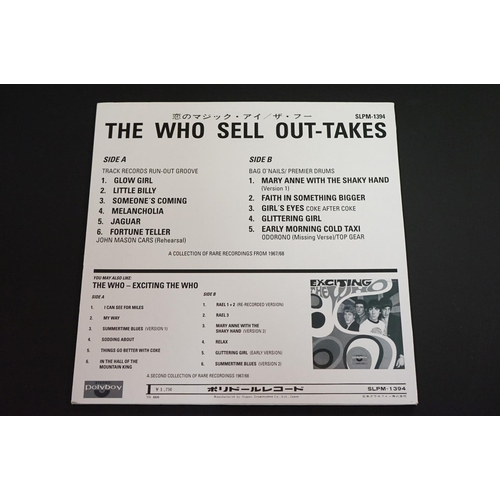 恋のマジック・アイ/ザ・フー
SLPM-1394
THE WHO SELL OUT-TAKES
SIDE A
TRACK RECORDS RUN-OUT GROOVE
1. GLOW GIRL
2. LITTLE BILLY
3. SOMEONE`S COMING
4. MELANCHOLIA
5. JAGUAR
6. FORTUNE TELLER
JOHN MASON CARS (Rehearsal)
SIDE B
BAG O`NAILS/ PREMIER DRUMS
1. MARY ANNE WITH THE SHAKY HAND
(Version 1)
2. FAITH IN SOMETHING BIGGER
3. GIRL`S EYES COKE AFTER COKE
4. GLITTERING GIRL
5. EARLY MORNING COLD TAXI
ODORONO (Missing Verse)/TOP GEAR
A COLLECTION OF RARE RECORDINGS FROM 1967/68
YOU MAY ALSO LIKE:
THE WHO – EXCITING THE WHO
SIDE A
1. I CAN SEE FOR MILES
2. MY WAY
3. SUMMERTIME BLUES (VERSION 1)
4. SODDING ABOUT
5. THINGS GO BETTER WITH COKE
6. IN THE HALL OF THE
MOUNTAIN KING
SIDE B
1. RAEL 1 + 2 (RE-RECORDED VERSION)
2. RAEL 3
3. MARY ANNE WITH THE
SHAKY HAND (VERSION 2)
4. RELAX
5. GLITTERING GIRL (EARLY VERSION)
6. SUMMERTIME BLUES (VERSION 2)
A SECOND COLLECTION OF RARE RECORDINGS 1967/68
EXCITING
THE WHO
polyboy
ポリドールレコード
SLPM-1394